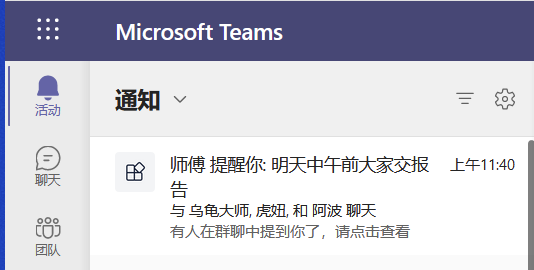 Microsoft Teams
活动
通知
聊天
师傅 提醒你: 明天中午前大家交报
告
上午11:40
与 乌龟大师, 虎妞, 和 阿波 聊天
有人在群聊中提到你了，请点击查看
团队